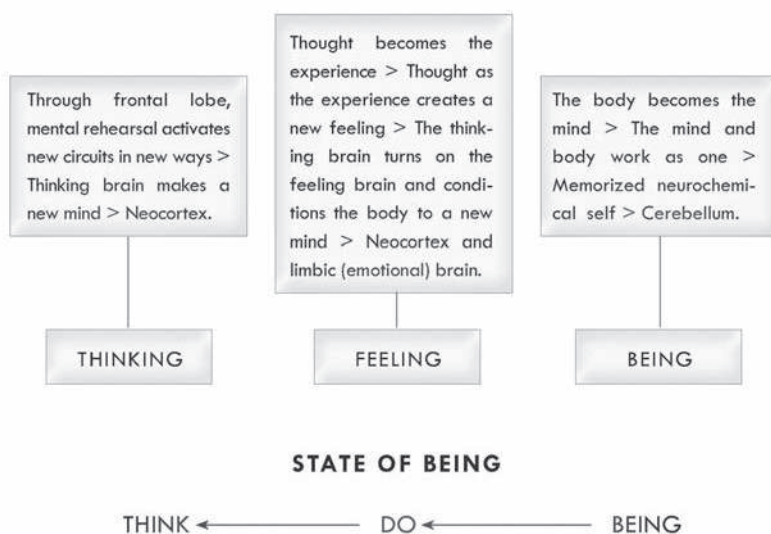 Through frontal lobe,
mental rehearsal activates
new circuits in new ways >
Thinking brain makes a
new mind > Neocortex.
Thought becomes the
experience > Thought as
the experience creates a
new feeling > The think-
ing brain turns on the
feeling brain and condi-
tions the body to a new
mind > Neocortex and
limbic (emotional) brain.
The body becomes the
mind > The mind and
body work as one >
Memorized neurochemi-
cal self > Cerebellum.
THINKING
FEELING
BEING
STATE OF BEING
THINK DO BEING